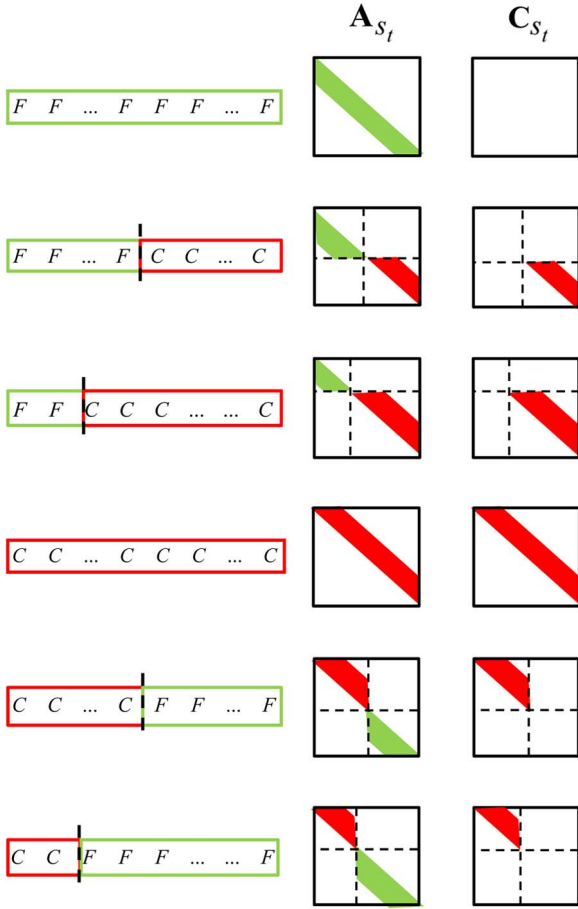 A_{S_t} C_{S_t}
F F ... F F F ... F
F F ... F C C ... C
F F C C C ... ... C
C C ... C C C ... C
C C ... C F F ... F
C C F F F ... ... F